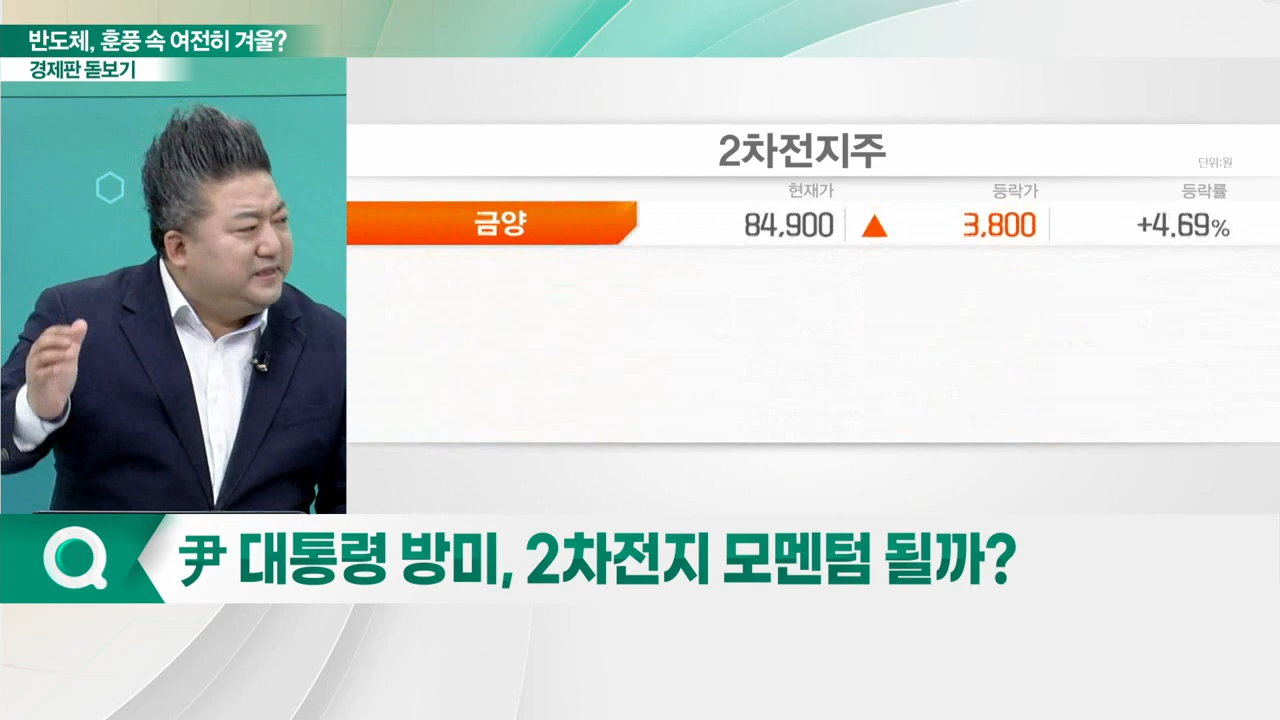 반도체, 훈풍 속 여전히 겨울?
경제판 돋보기
2차전지주
단위:원
현재가 등락가 등락률
금양 84,900 ▲ 3,800 +4.69%
Q 尹 대통령 방미, 2차전지 모멘텀 될까?